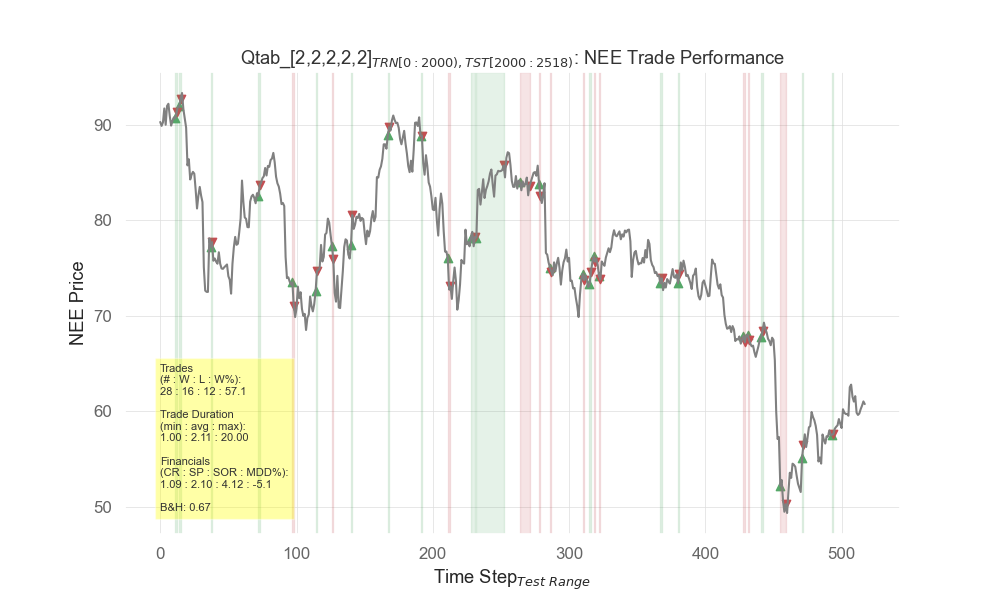 Qtab_[2,2,2,2,2]TRN[0 : 2000), TST[2000 : 2518): NEE Trade Performance
NEE Price
90
80
70
60
50
Trades
(# : W : L : W%):
28 : 16 : 12 : 57.1
Trade Duration
(min : avg : max):
1.00 : 2.11 : 20.00
Financials
(CR : SP : SOR : MDD%):
1.09 : 2.10 : 4.12 : -5.1
B&H: 0.67
0 100 200 300 400 500
Time StepTest Range